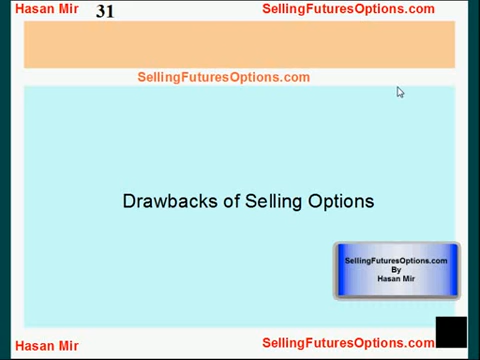 Hasan Mir 31 SellingFuturesOptions.com
SellingFuturesOptions.com
Drawbacks of Selling Options
SellingFuturesOptions.com
By
Hasan Mir
Hasan Mir SellingFuturesOptions.com